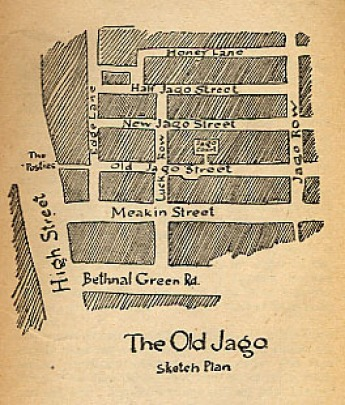 Honey Lane
Half Jago Street
Edge Lane
New Jago Street
Jago Row
Luck Row
Jago
Court
The Posties
Old Jago Street
Meakin Street
High Street
Bethnal Green Rd.
The Old Jago
Sketch Plan